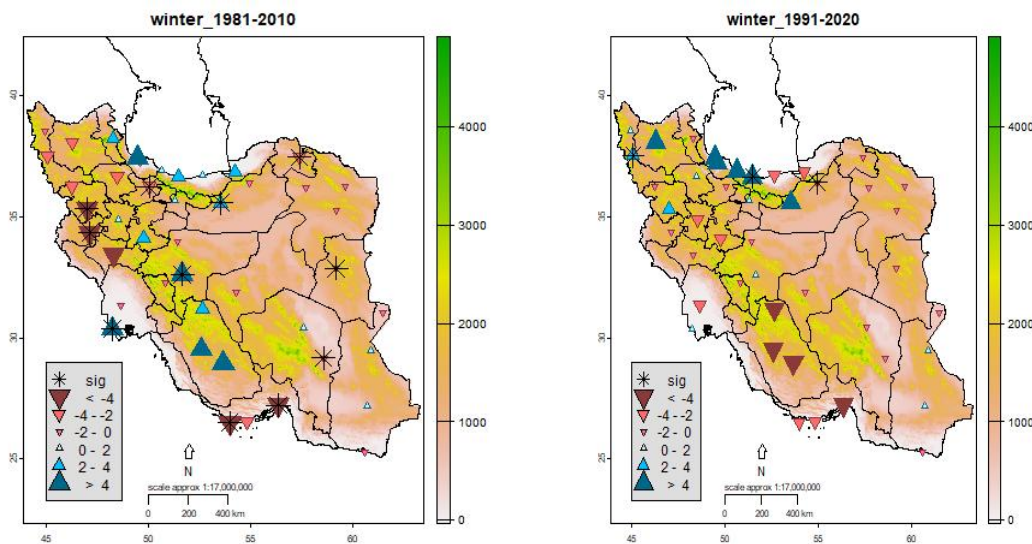 winter_1981-2010
40
35
30
25
45
50
55
60
sig
< -4
-4 --2
-2 - 0
0 - 2
2 - 4
> 4
N
scale approx 1:17,000,000
0 200 400 km
4000
3000
2000
1000
0
winter_1991-2020
40
35
30
25
45
50
55
60
sig
< -4
-4 --2
-2 - 0
0 - 2
2 - 4
> 4
N
scale approx 1:17,000,000
0 200 400 km
4000
3000
2000
1000
0